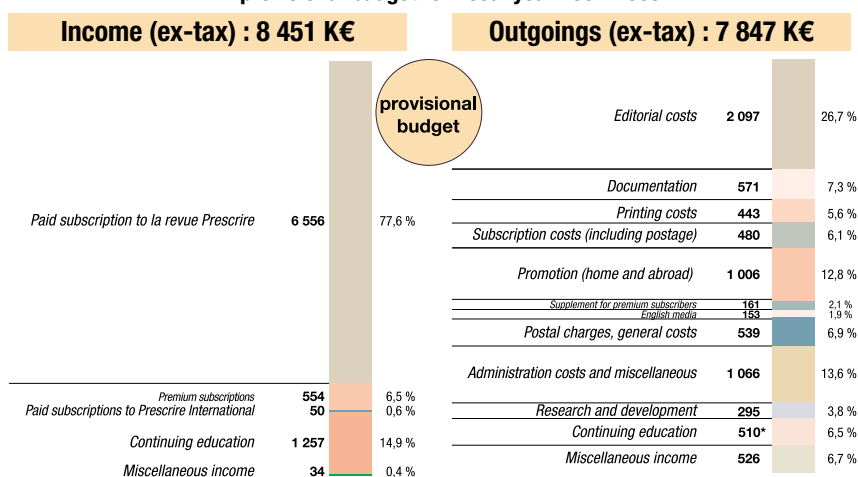 Income (ex-tax) : 8 451 K€
Paid subscription to la revue Prescrire 6 556 77,6 %
Premium subscriptions 554 6,5 %
Paid subscriptions to Prescrire International 50 0,6 %
Continuing education 1 257 14,9 %
Miscellaneous income 34 0,4 %
provisional
budget
Outgoings (ex-tax) : 7 847 K€
Editorial costs 2 097 26,7 %
Documentation 571 7,3 %
Printing costs 443 5,6 %
Subscription costs (including postage) 480 6,1 %
Promotion (home and abroad) 1 006 12,8 %
Supplement for premium subscribers 161 2,1 %
English media 153 1,9 %
Postal charges, general costs 539 6,9 %
Administration costs and miscellaneous 1 066 13,6 %
Research and development 295 3,8 %
Continuing education 510* 6,5 %
Miscellaneous income 526 6,7 %